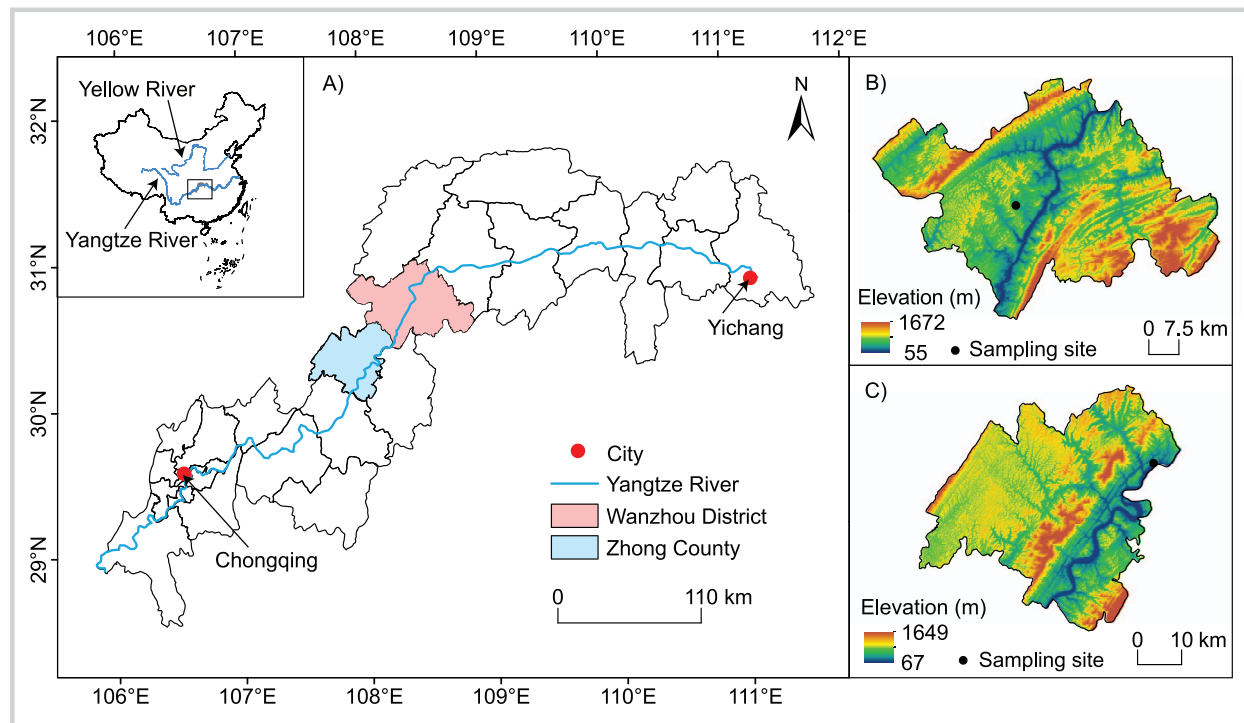 106°E 107°E 108°E 109°E 110°E 111°E 112°E
32°N
31°N
30°N
29°N
Yellow River
Yangtze River
A)
N
Yichang
Chongqing
City
Yangtze River
Wanzhou District
Zhong County
0 110 km
106°E 107°E 108°E 109°E 110°E 111°E
B)
Elevation (m)
1672
55
Sampling site
0 7.5 km
C)
Elevation (m)
1649
67
Sampling site
0 10 km